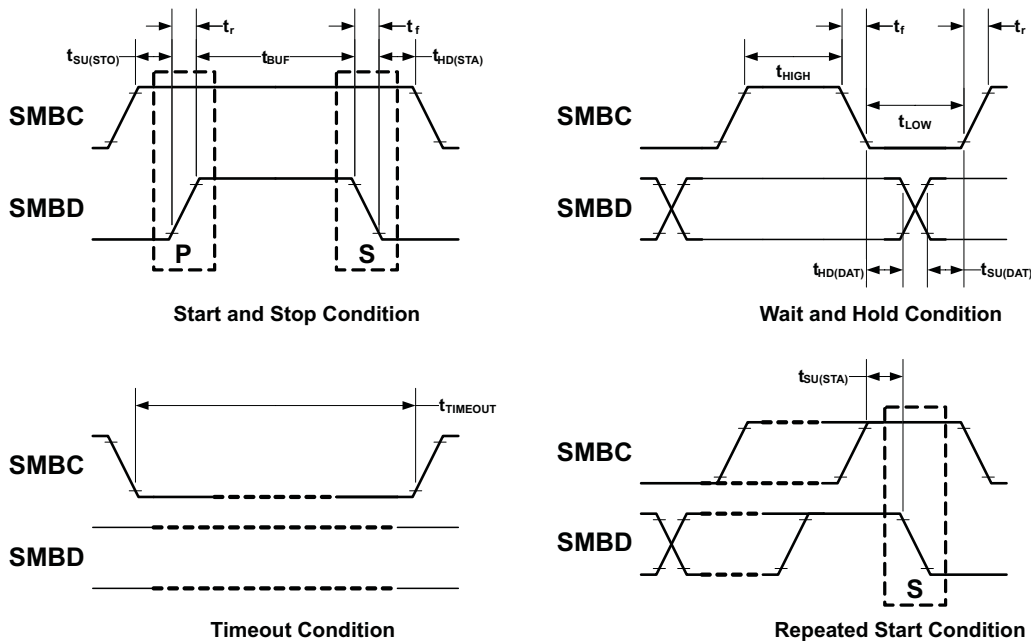 tr
tf
tSU(STO)
tBUF
tHD(STA)
SMBC
SMBD
P
S
Start and Stop Condition
tf
tr
tHIGH
tLOW
SMBC
SMBD
tHD(DAT)
tSU(DAT)
Wait and Hold Condition
tTIMEOUT
SMBC
SMBD
Timeout Condition
tSU(STA)
SMBC
SMBD
S
Repeated Start Condition